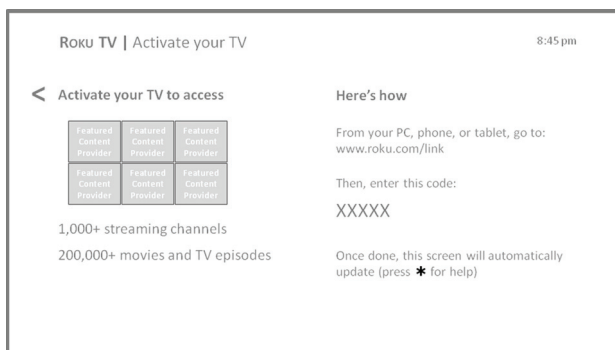 ROKU TV | Activate your TV
8:45 pm
< Activate your TV to access
Featured Content Provider
Featured Content Provider
Featured Content Provider
Featured Content Provider
Featured Content Provider
Featured Content Provider
1,000+ streaming channels
200,000+ movies and TV episodes
Here's how
From your PC, phone, or tablet, go to:
www.roku.com/link
Then, enter this code:
XXXXX
Once done, this screen will automatically
update (press * for help)